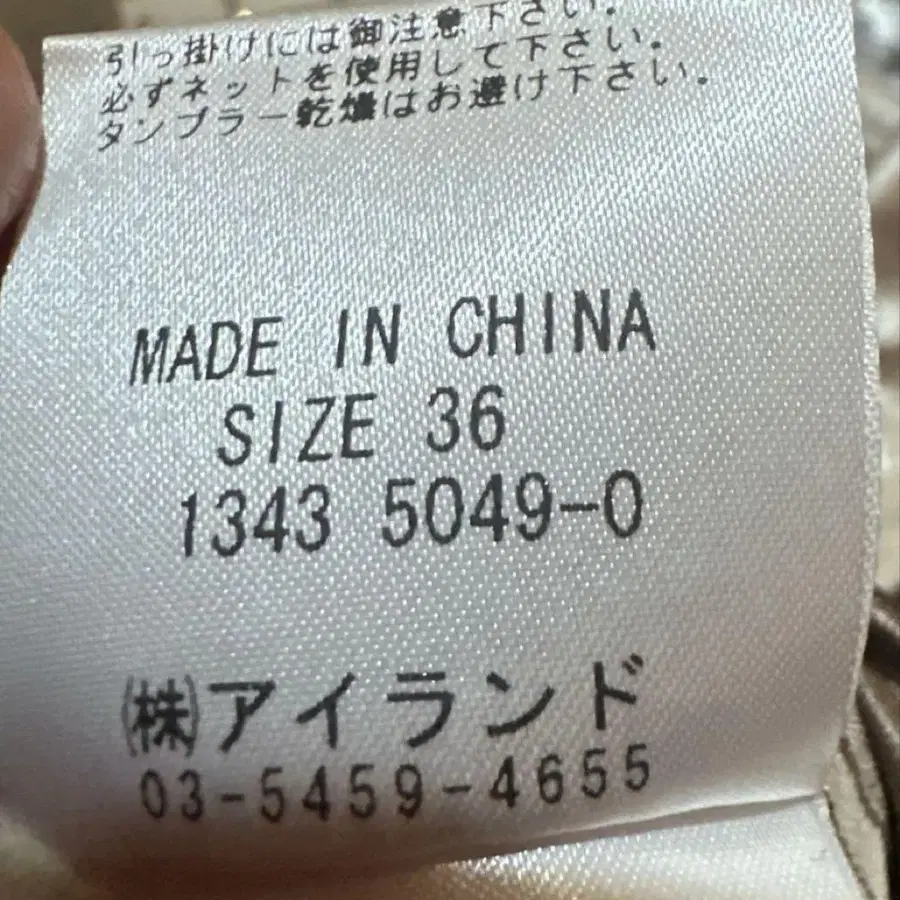 引っ掛けには御注意下さい。
必ずネットを使用して下さい。
タンブラー乾燥はお避け下さい。
MADE IN CHINA
SIZE 36
1343 5049-0
㈱アイランド
03-5459-4655